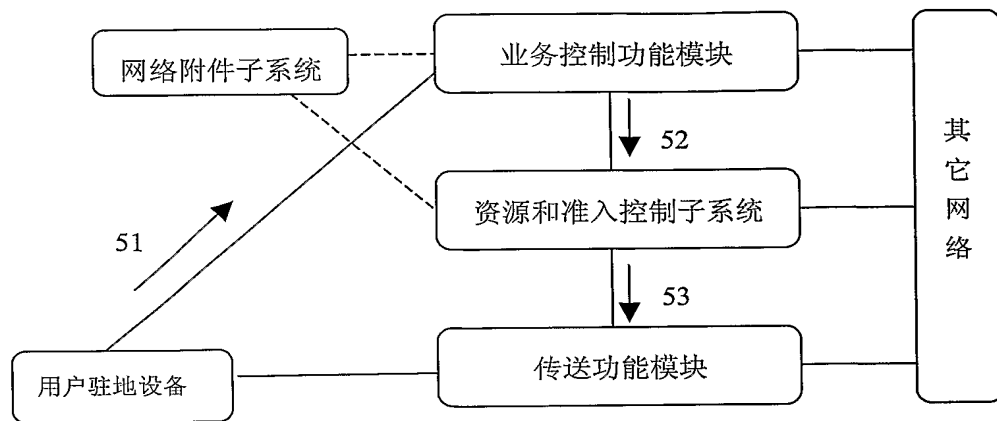 网络附件子系统
业务控制功能模块
52
资源和准入控制子系统
51
53
用户驻地设备
传送功能模块
其它网络